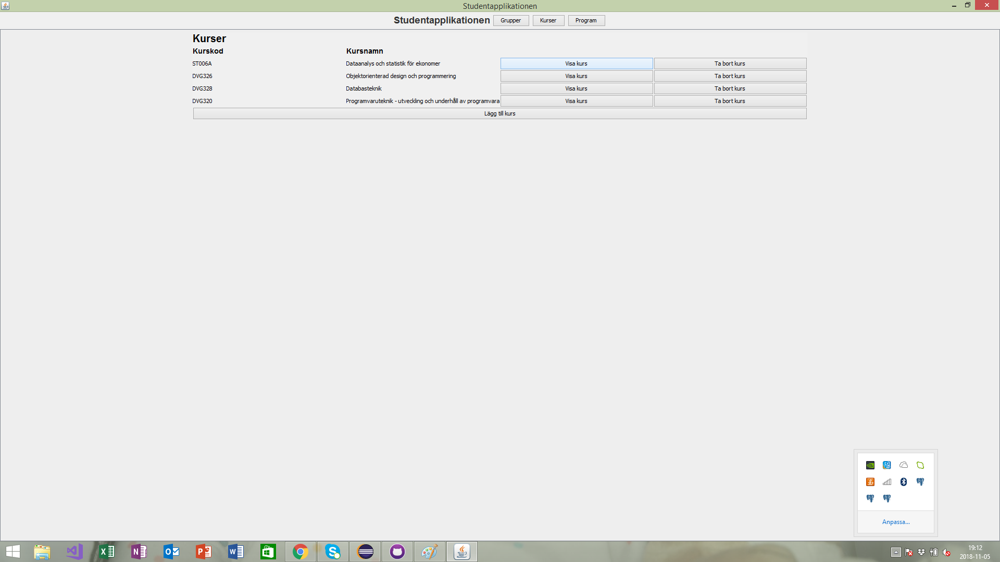 Studentapplikationen
Studentapplikationen Grupper Kurser Program
Kurser
Kurskod Kursnamn
ST006A Dataanalys och statistik för ekonomer Visa kurs Ta bort kurs
DVG326 Objektorienterad design och programmering Visa kurs Ta bort kurs
DVG328 Databasteknik Visa kurs Ta bort kurs
DVG320 Programvaruteknik - utveckling och underhåll av programvara Visa kurs Ta bort kurs
Lägg till kurs
Anpassa...
19:12
2018-11-05